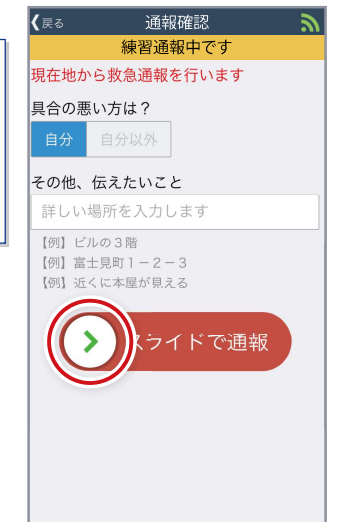 戻る
通報確認
練習通報中です
現在地から救急通報を行います
具合の悪い方は？
自分 自分以外
その他、伝えたいこと
詳しい場所を入力します
【例】ビルの３階
【例】富士見町１－２－３
【例】近くに本屋が見える
スライドで通報